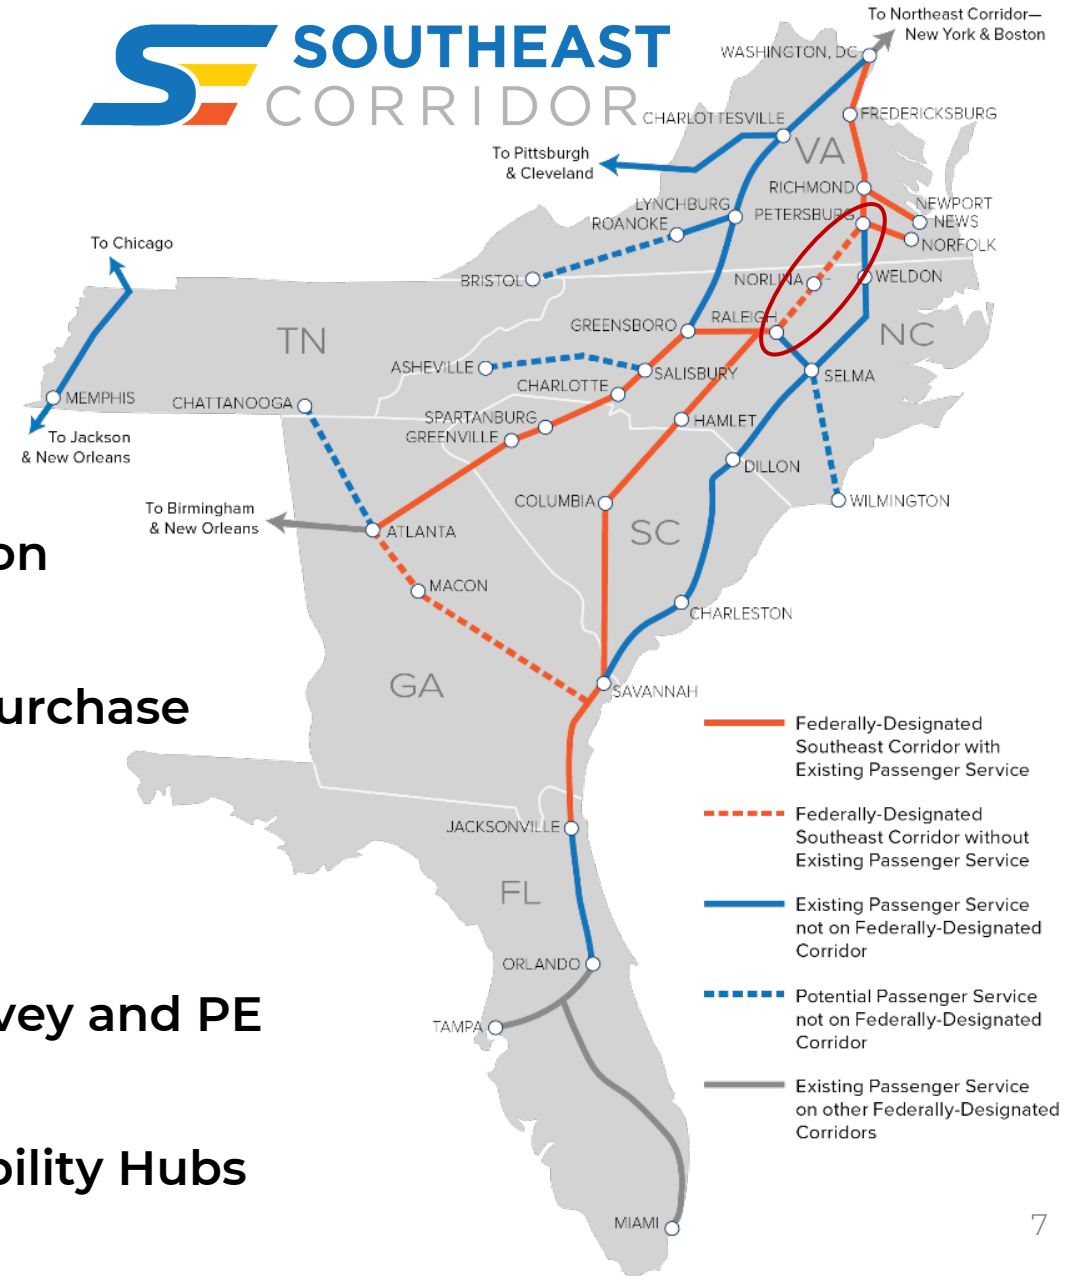 SOUTHEAST
CORRIDOR
To Northeast Corridor—
New York & Boston
WASHINGTON, DC
CHARLOTTESVILLE
FREDERICKSBURG
To Pittsburgh
& Cleveland
VA
RICHMOND
LYNCHBURG
PETERSBURG
NEWPORT
NEWS
ROANOKE
NORFOLK
To Chicago
BRISTOL
NORLINA
WELDON
TN
GREENSBORO
RALEIGH
NC
ASHEVILLE
SALISBURY
SELMA
CHARLOTTE
MEMPHIS
CHATTANOOGA
SPARTANBURG
HAMLET
GREENVILLE
To Jackson
& New Orleans
DILLON
COLUMBIA
WILMINGTON
To Birmingham
& New Orleans
ATLANTA
SC
on
MACON
CHARLESTON
GA
SAVANNAH
urchase
JACKSONVILLE
FL
ORLANDO
vey and PE
TAMPA
bility Hubs
MIAMI
Federally-Designated
Southeast Corridor with
Existing Passenger Service
Federally-Designated
Southeast Corridor without
Existing Passenger Service
Existing Passenger Service
not on Federally-Designated
Corridor
Potential Passenger Service
not on Federally-Designated
Corridor
Existing Passenger Service
on other Federally-Designated
Corridors
7